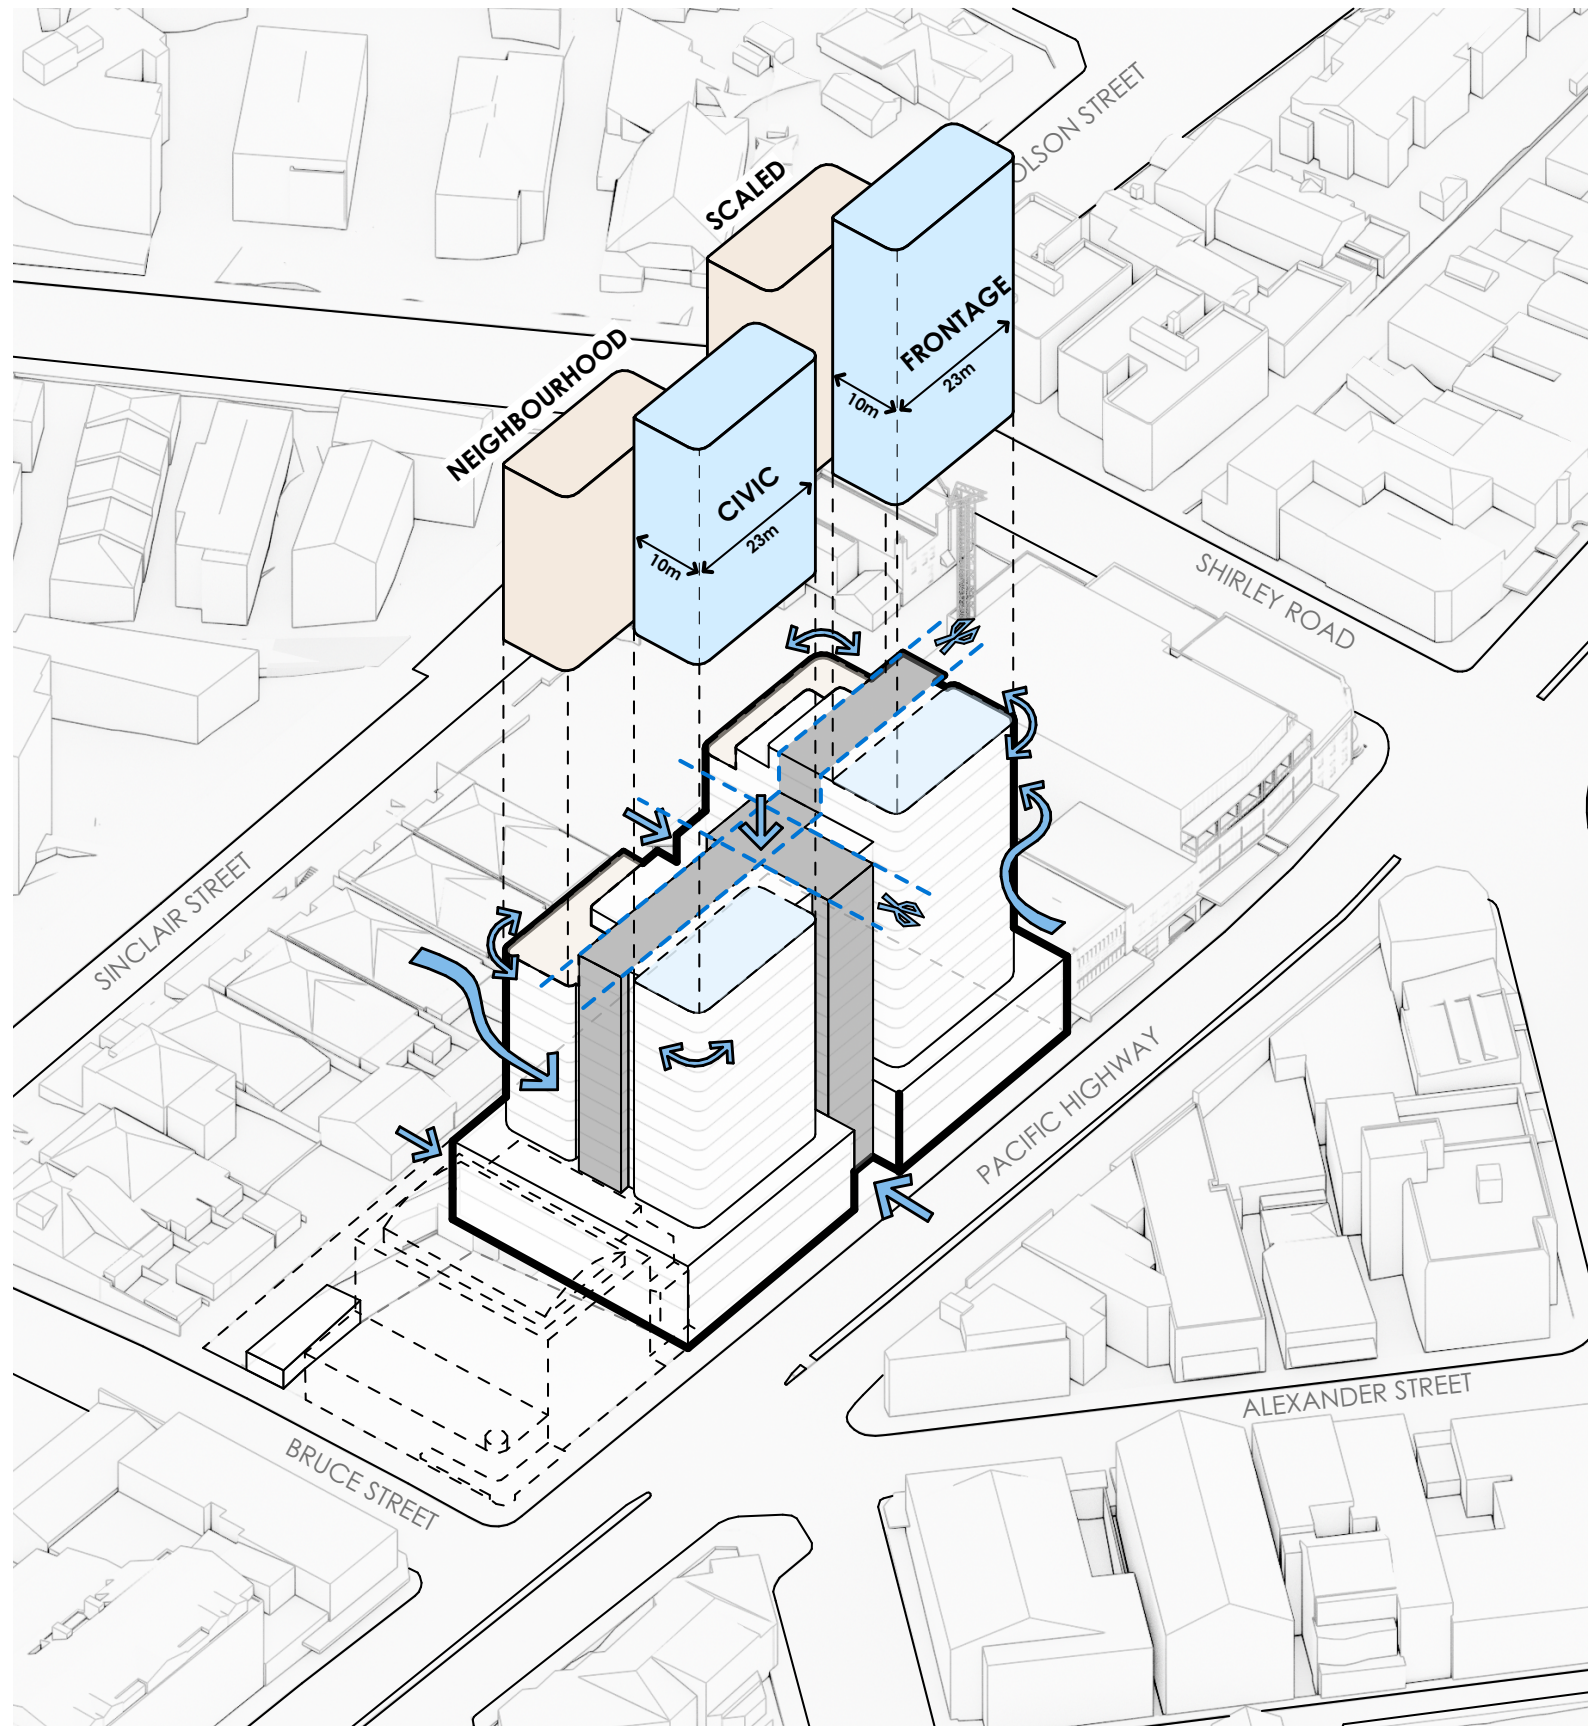 OLSON STREET
SCALED
FRONTAGE
10m
23m
NEIGHBOURHOOD
CIVIC
10m
23m
SHIRLEY ROAD
SINCLAIR STREET
PACIFIC HIGHWAY
ALEXANDER STREET
BRUCE STREET